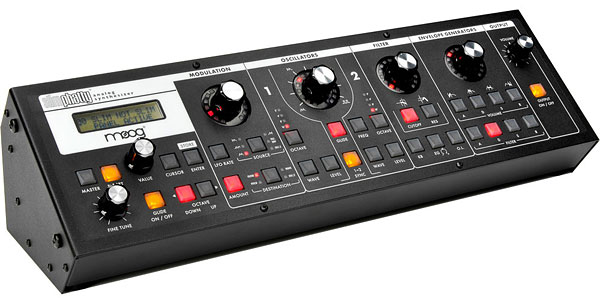 slimphatty
analog
synthesizer
moog
MODULATION
OSCILLATORS
FILTER
ENVELOPE GENERATORS
OUTPUT
1
2
VOLUME
STORE
MASTER
VALUE
CURSOR
ENTER
FINE TUNE
GLIDE
ON / OFF
OCTAVE
DOWN
UP
LFO RATE
SOURCE
AMOUNT
DESTINATION
OCTAVE
GLIDE
FREQ
OCTAVE
WAVE
LEVEL
1-2
SYNC
WAVE
LEVEL
CUTOFF
RES
A
D
S
R
VOLUME
A
D
S
R
FILTER
OUTPUT
ON / OFF